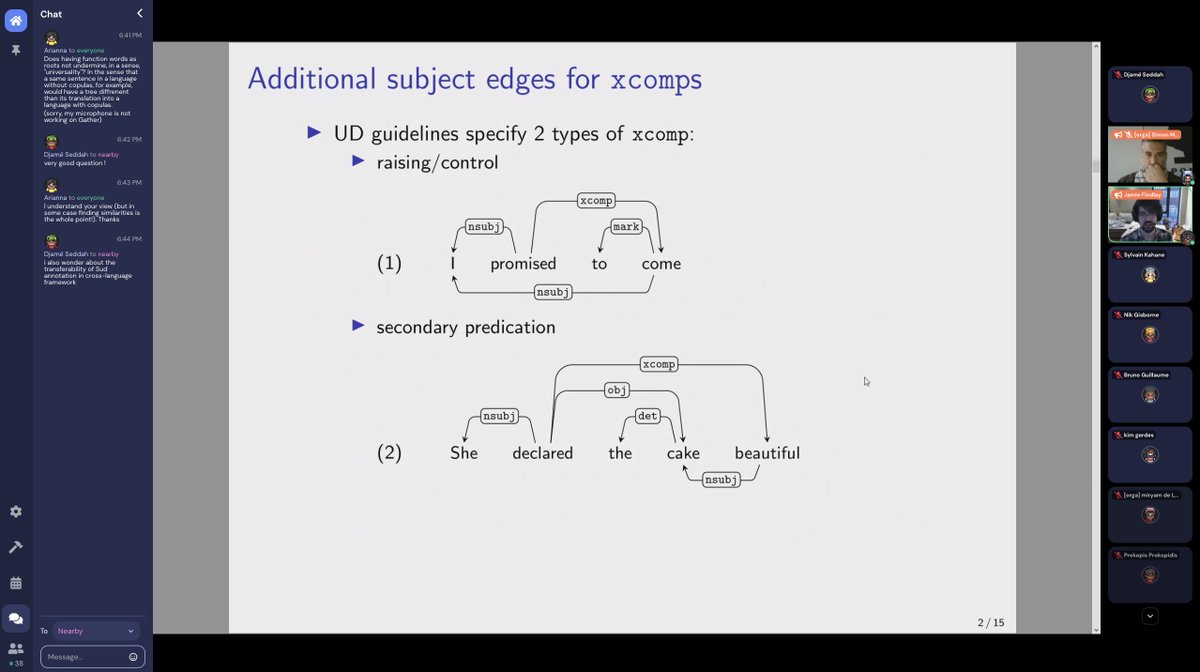 Chat
6:41 PM
Arianna to everyone
Does having function words as
roots not undermine, in a sense,
"universality"? In the sense that
a same sentence in a language
without copulas, for example,
would have a tree diffrenent
than its translation into a
language with copulas.
(sorry, my microphone is not
working on Gather)
6:42 PM
Djamé Seddah to nearby
very good question !
6:43 PM
Arianna to everyone
I understand your view (but in
some case finding similarities is
the whole point!). Thanks
6:44 PM
Djamé Seddah to nearby
i also wonder about the
transferability of Sud
annotation in cross-language
framework
To Nearby
Message...
38
Additional subject edges for xcomps
UD guidelines specify 2 types of xcomp:
raising/control
xcomp
nsubj mark
(1) I promised to come
nsubj
secondary predication
xcomp
obj
nsubj det
(2) She declared the cake beautiful
nsubj
2 / 15
Djamé Seddah
[orga] Simon M...
Jamie Findlay
Sylvain Kahane
Nik Gisborne
Bruno Guillaume
kim gerdes
[orga] miryam de L...
Prokopis Prokopidis